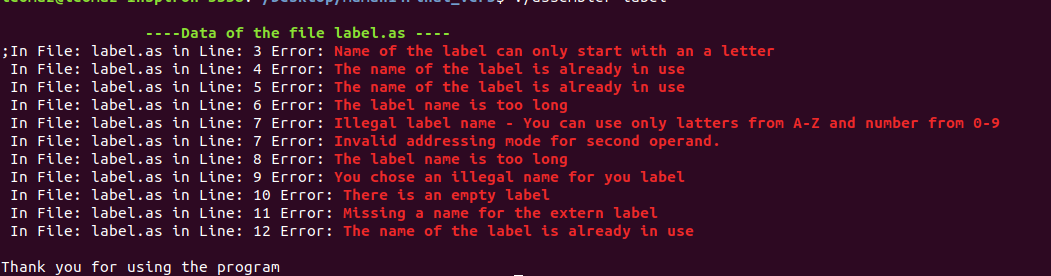 ----Data of the file label.as ----
;In File: label.as in Line: 3 Error: Name of the label can only start with an a letter
In File: label.as in Line: 4 Error: The name of the label is already in use
In File: label.as in Line: 5 Error: The name of the label is already in use
In File: label.as in Line: 6 Error: The label name is too long
In File: label.as in Line: 7 Error: Illegal label name - You can use only latters from A-Z and number from 0-9
In File: label.as in Line: 7 Error: Invalid addressing mode for second operand.
In File: label.as in Line: 8 Error: The label name is too long
In File: label.as in Line: 9 Error: You chose an illegal name for you label
In File: label.as in Line: 10 Error: There is an empty label
In File: label.as in Line: 11 Error: Missing a name for the extern label
In File: label.as in Line: 12 Error: The name of the label is already in use
Thank you for using the program